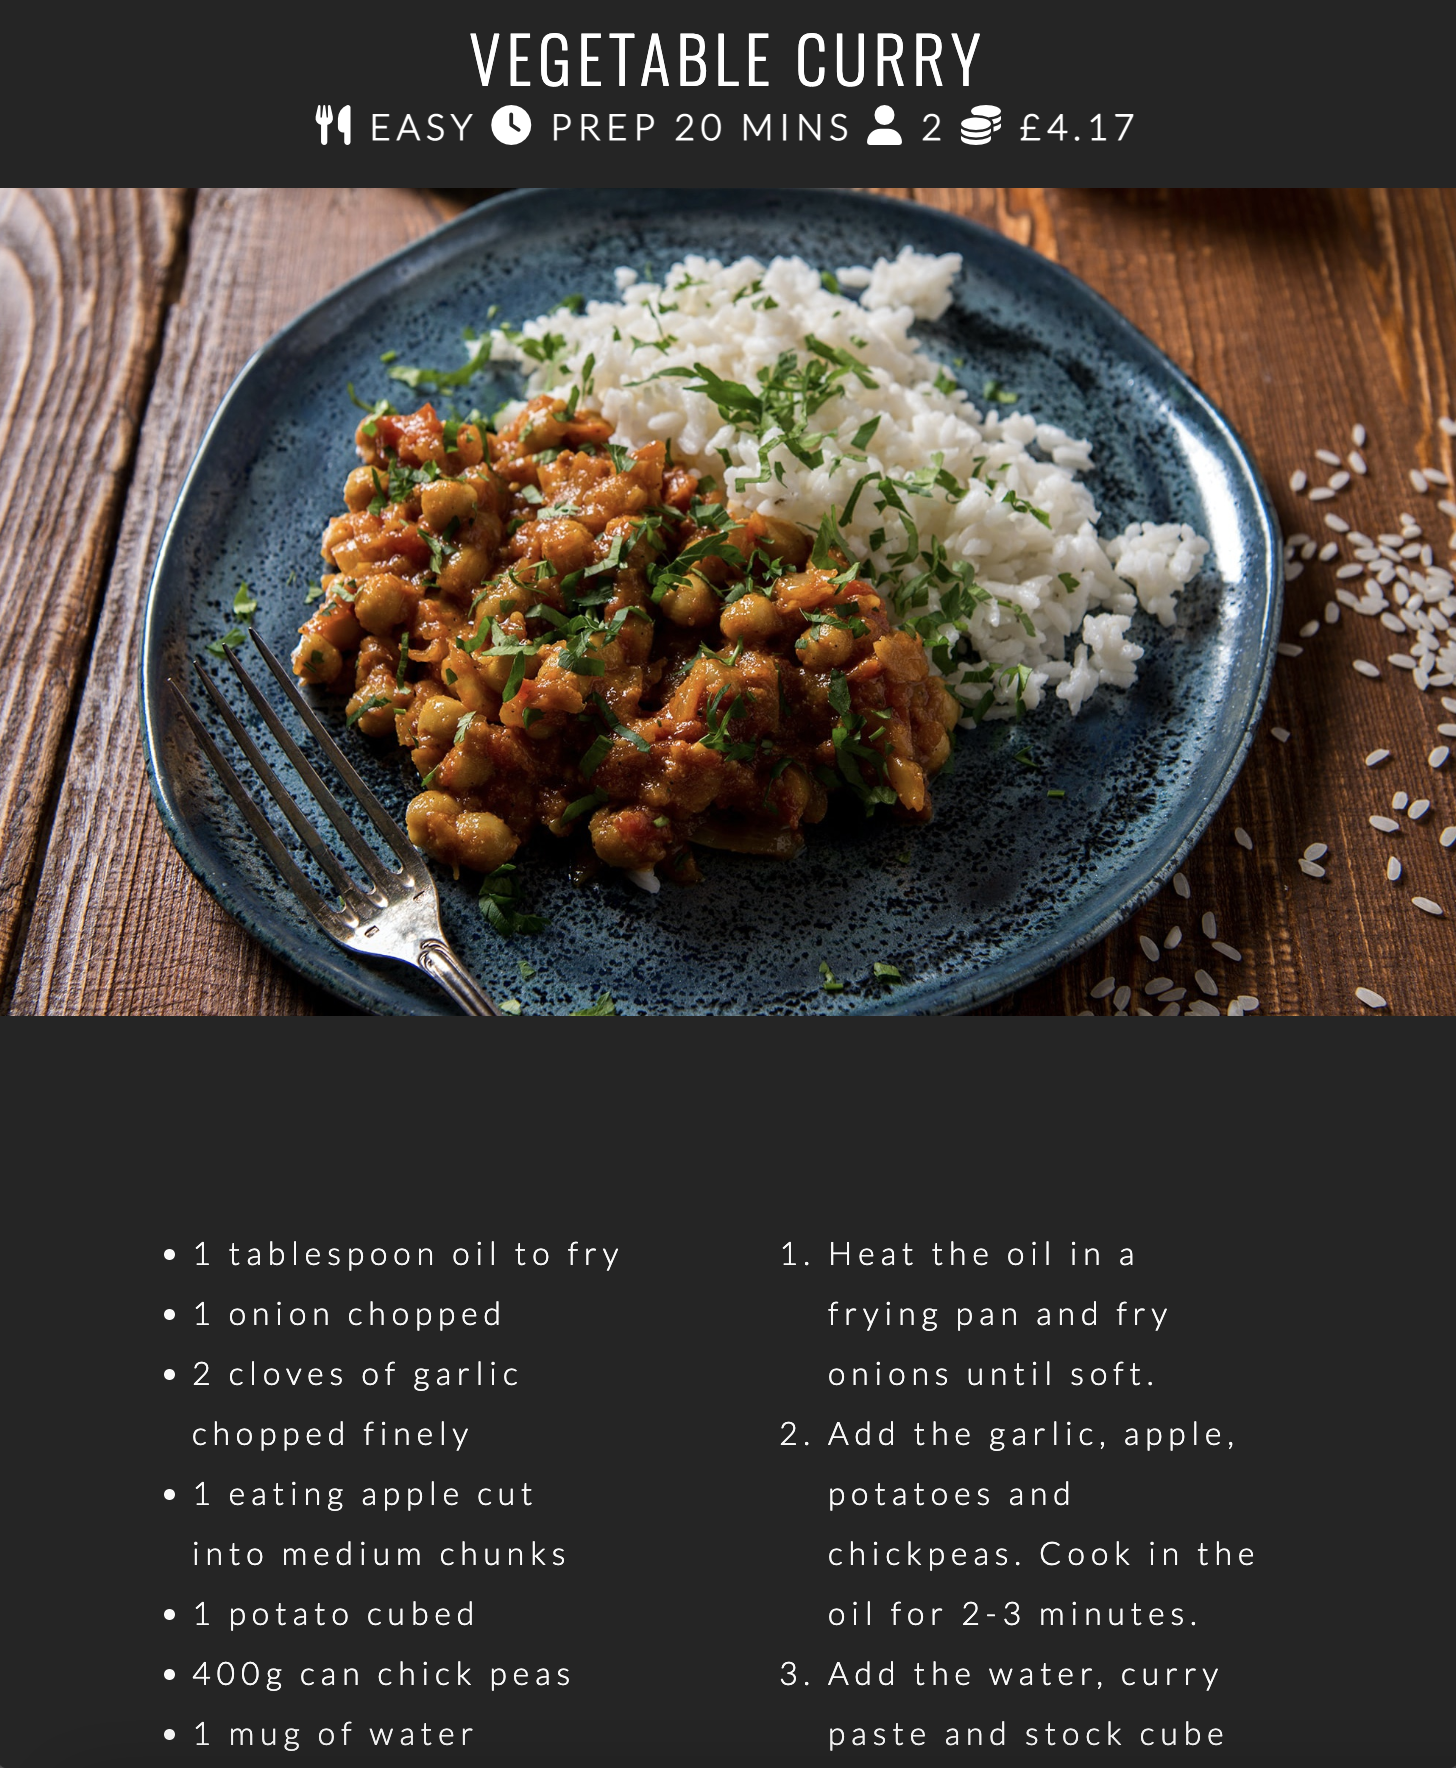 VEGETABLE CURRY
EASY PREP 20 MINS 2 £4.17
• 1 tablespoon oil to fry
• 1 onion chopped
• 2 cloves of garlic
chopped finely
• 1 eating apple cut
into medium chunks
• 1 potato cubed
• 400g can chick peas
• 1 mug of water
1. Heat the oil in a
frying pan and fry
onions until soft.
2. Add the garlic, apple,
potatoes and
chickpeas. Cook in the
oil for 2-3 minutes.
3. Add the water, curry
paste and stock cube